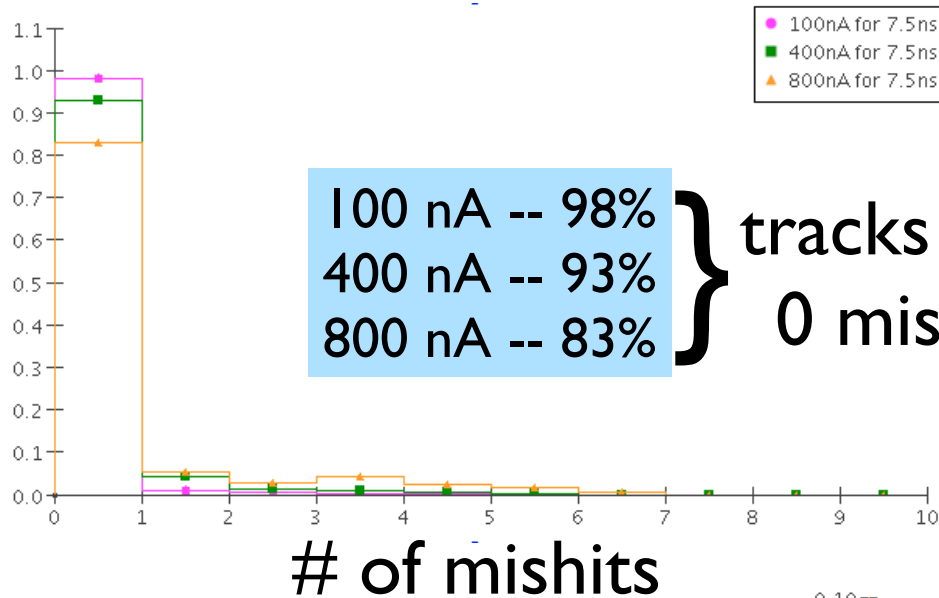 100nA for 7.5ns
400nA for 7.5ns
800nA for 7.5ns
1.1
1.0
0.9
0.8
0.7
0.6
0.5
0.4
0.3
0.2
0.1
0.0
100 nA -- 98%
400 nA -- 93%
800 nA -- 83%
} tracks
0 mis
0 1 2 3 4 5 6 7 8 9 10
# of mishits